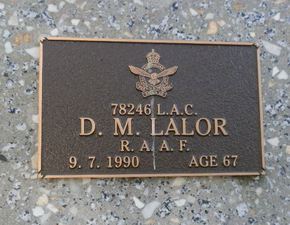 78246 L.A.C.
D. M. LALOR
R. A. A. F.
9. 7. 1990 AGE 67